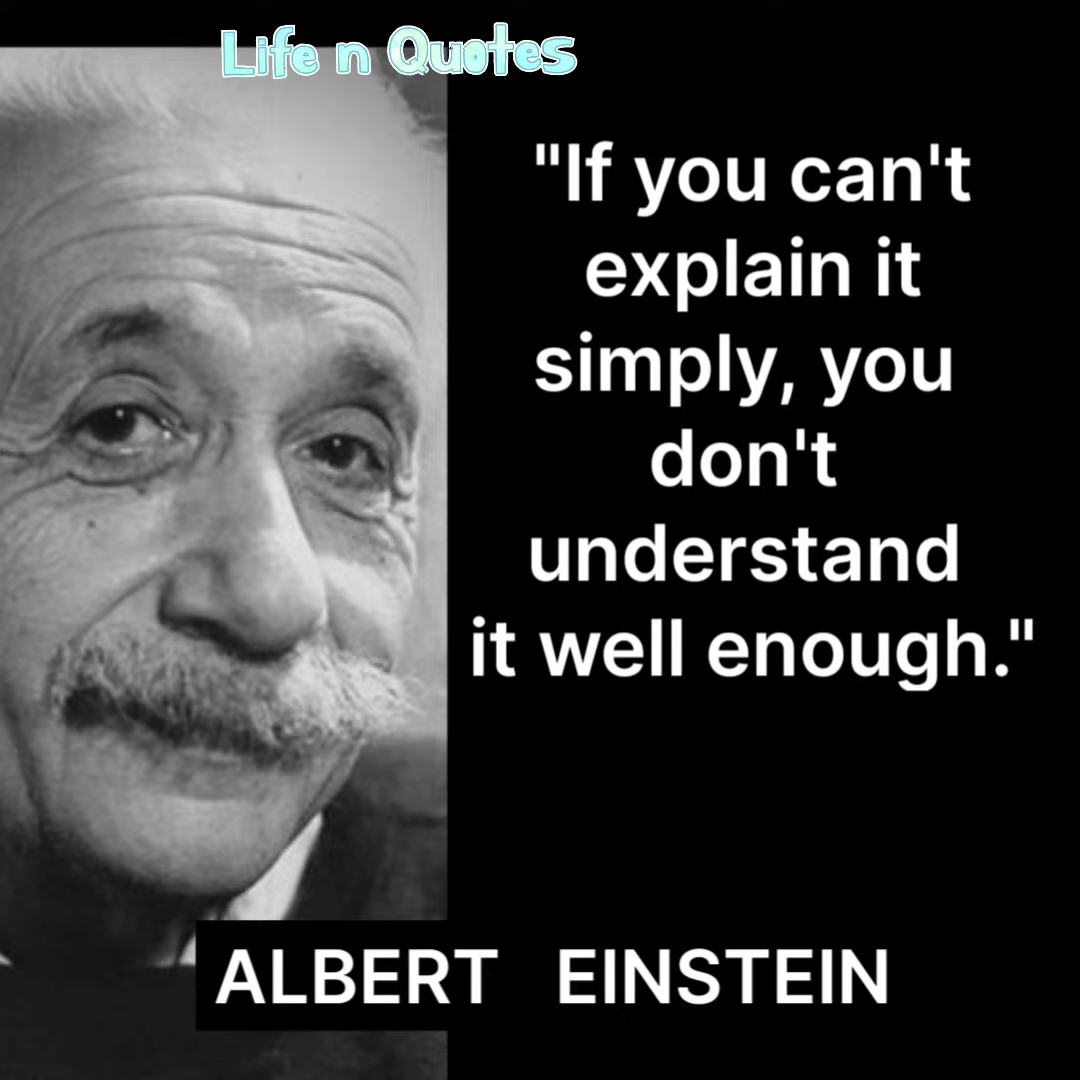 Life n Quotes
"If you can't
explain it
simply, you
don't
understand
it well enough."
ALBERT EINSTEIN